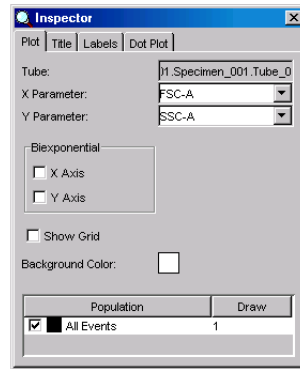 Inspector
Plot Title Labels Dot Plot
Tube: 01.Specimen_001.Tube_0
X Parameter: FSC-A
Y Parameter: SSC-A
Biexponential
X Axis
Y Axis
Show Grid
Background Color:
Population Draw
All Events 1